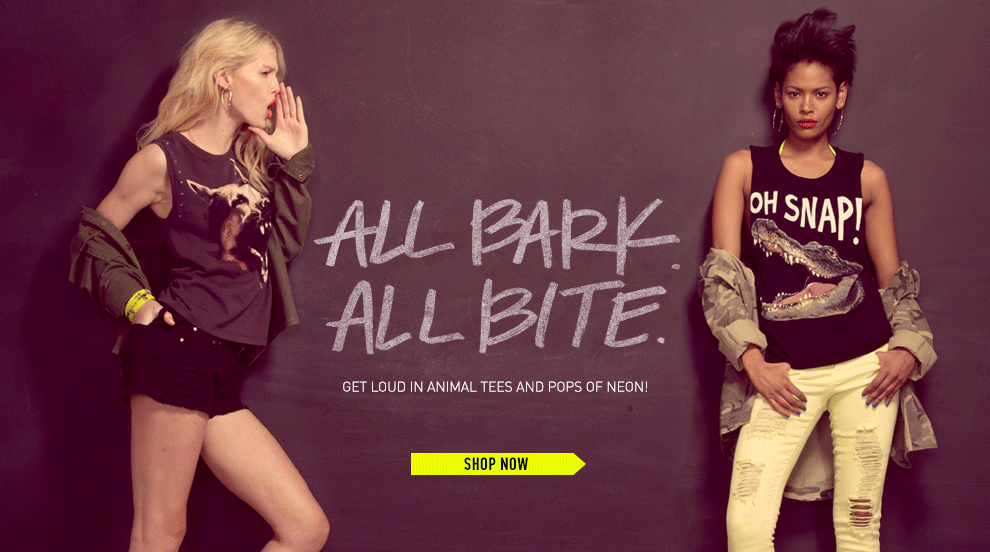 ALL BARK.
ALL BITE.
GET LOUD IN ANIMAL TEES AND POPS OF NEON!
SHOP NOW
OH SNAP!